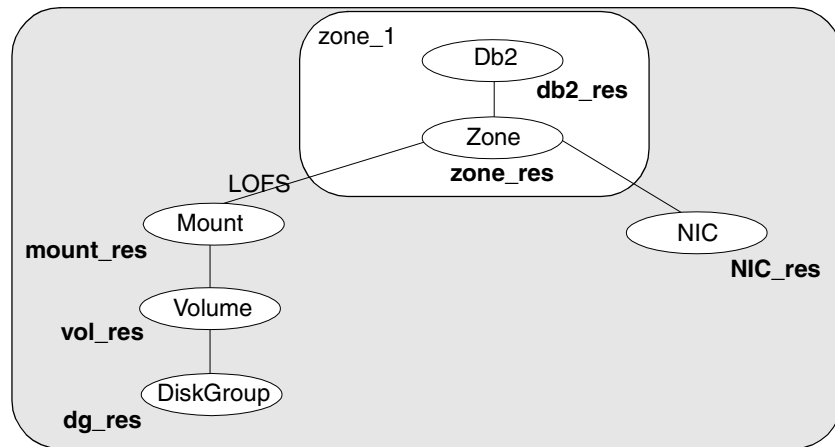 zone_1
Db2
db2_res
Zone
zone_res
LOFS
Mount
mount_res
NIC
NIC_res
Volume
vol_res
DiskGroup
dg_res